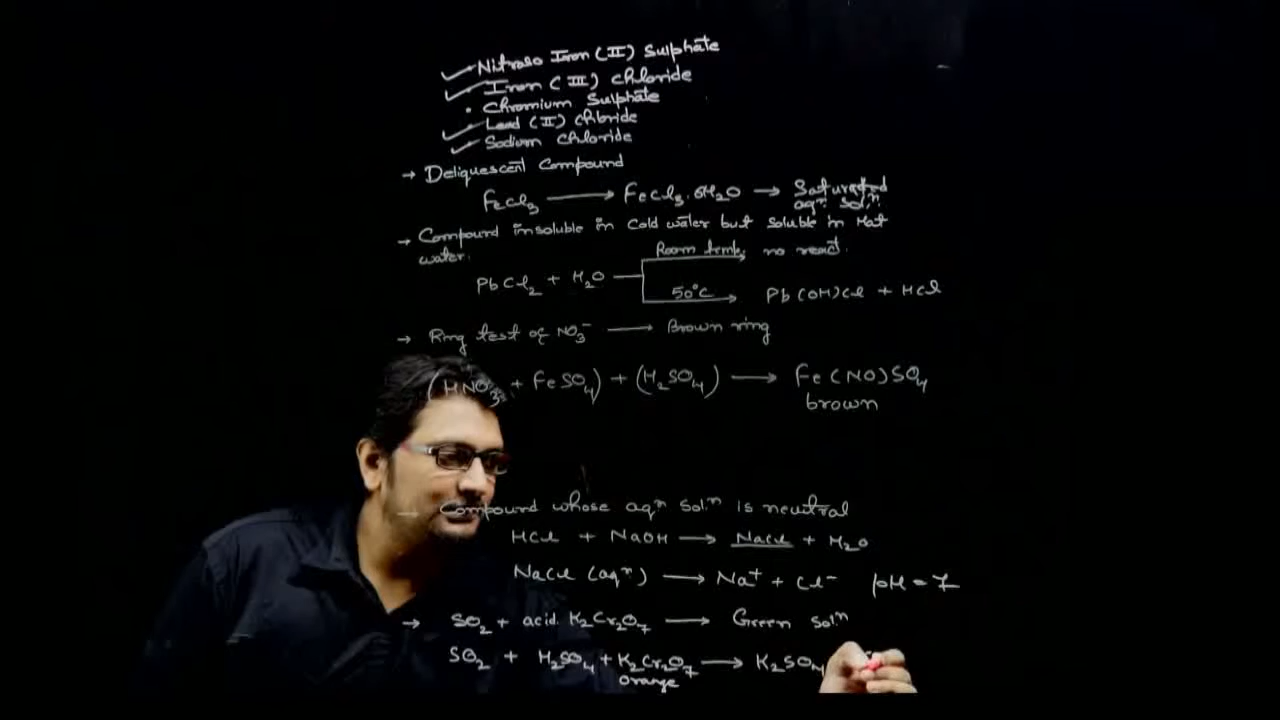 ✓ Nitroso Iron (II) Sulphate
✓ Iron (III) chloride
• Chromium Sulphate
✓ Lead (II) chloride
✓ Sodium chloride
→ Deliquescent Compound
FeCl₃ → FeCl₃.6H₂O → Saturated aqⁿ. solⁿ.
→ Compound insoluble in cold water but soluble in Hot
water.
Room temp. no react.
PbCl₂ + H₂O
50°C Pb(OH)Cl + HCl
→ Ring test of NO₃⁻ → Brown ring
(HNO₃ + FeSO₄) + (H₂SO₄) → Fe(NO)SO₄
brown
→ Compound whose aqⁿ solⁿ is neutral
HCl + NaOH → NaCl + H₂O
NaCl (aqⁿ) → Na⁺ + Cl⁻ pH = 7
→ SO₂ + acid. K₂Cr₂O₇ → Green solⁿ
SO₂ + H₂SO₄ + K₂Cr₂O₇ → K₂SO₄
orange